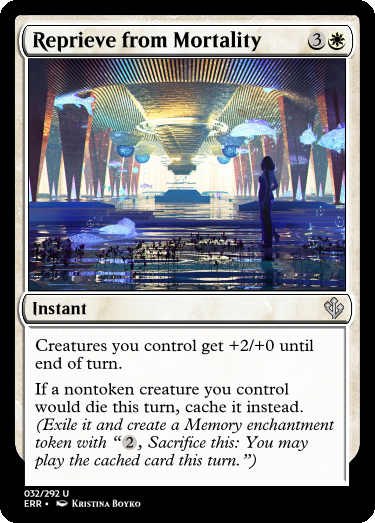 Reprieve from Mortality 3
Instant
Creatures you control get +2/+0 until
end of turn.
If a nontoken creature you control
would die this turn, cache it instead.
(Exile it and create a Memory enchantment
token with “2, Sacrifice this: You may
play the cached card this turn.”)
032/292 U
ERR • Kristina Boyko